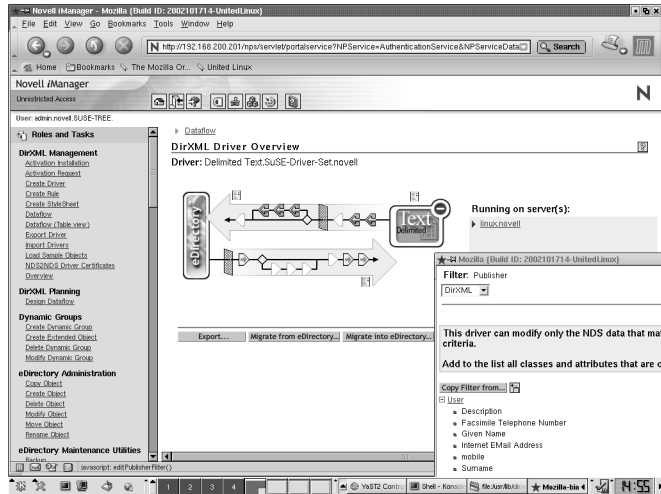 Novell iManager - Mozilla {Build ID: 2002101714-UnitedLinux}
File Edit View Go Bookmarks Tools Window Help
http://192.168.200.201/nps/servlet/portalservice?NPService=AuthenticationService&NPServiceData
Search
Home Bookmarks The Mozilla Or... United Linux
Novell iManager
Unrestricted Access
N
User: admin.novell.SUSE-TREE.
Roles and Tasks
DirXML Management
Activation Installation
Activation Request
Create Driver
Create Rule
Create StyleSheet
Dataflow
Dataflow (Table view)
Export Driver
Import Drivers
Load Sample Objects
NDS2NDS Driver Certificates
Overview
DirXML Planning
Design Dataflow
Dynamic Groups
Create Dynamic Group
Create Extended Object
Delete Dynamic Group
Modify Dynamic Group
eDirectory Administration
Copy Object
Create Object
Delete Object
Modify Object
Move Object
Rename Object
eDirectory Maintenance Utilities
Backup
Dataflow
DirXML Driver Overview
Driver: Delimited Text.SuSE-Driver-Set.novell
eDirectory
Text
Delimited
Running on server(s):
linux.novell
Export...
Migrate from eDirectory...
Migrate into eDirectory...
Mozilla {Build ID: 2002101714-UnitedLinux}
Filter: Publisher
DirXML
This driver can modify only the NDS data that ma
criteria.
Add to the list all classes and attributes that are o
Copy Filter from...
User
Description
Facsimile Telephone Number
Given Name
Internet EMail Address
mobile
Surname
javascript: editPublisherFilter()
1 2 3 4
YaST2 Contro
Shell - Konsol
file:/usr/lib/dirx
Mozilla-bin
14:55